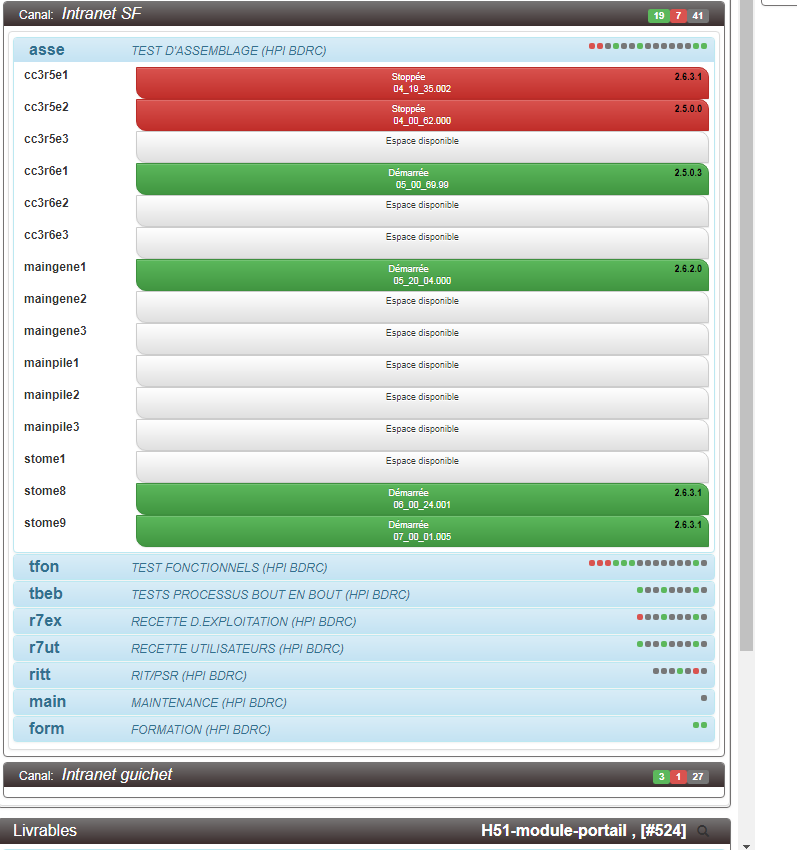 Canal: Intranet SF 19 7 41
asse TEST D'ASSEMBLAGE (HPI BDRC)
cc3r5e1 Stoppée 2.6.3.1
04_19_35.002
cc3r5e2 Stoppée 2.5.0.0
04_00_62.000
cc3r5e3 Espace disponible
cc3r6e1 Démarrée 2.5.0.3
05_00_69.99
cc3r6e2 Espace disponible
cc3r6e3 Espace disponible
maingene1 Démarrée 2.6.2.0
05_20_04.000
maingene2 Espace disponible
maingene3 Espace disponible
mainpile1 Espace disponible
mainpile2 Espace disponible
mainpile3 Espace disponible
stome1 Espace disponible
stome8 Démarrée 2.6.3.1
06_00_24.001
stome9 Démarrée 2.6.3.1
07_00_01.005
tfon TEST FONCTIONNELS (HPI BDRC)
tbeb TESTS PROCESSUS BOUT EN BOUT (HPI BDRC)
r7ex RECETTE D.EXPLOITATION (HPI BDRC)
r7ut RECETTE UTILISATEURS (HPI BDRC)
ritt RIT/PSR (HPI BDRC)
main MAINTENANCE (HPI BDRC)
form FORMATION (HPI BDRC)
Canal: Intranet guichet 3 1 27
Livrables H51-module-portail , [#524]